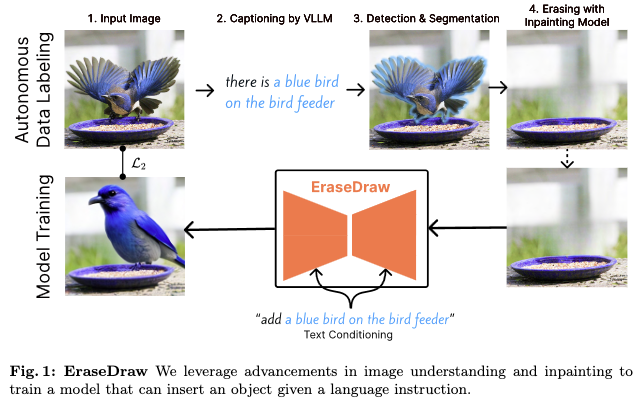 1. Input Image
2. Captioning by VLLM
3. Detection & Segmentation
4. Erasing with
Inpainting Model
Autonomous
Data Labeling
there is a blue bird
on the bird feeder
ℒ₂
Model Training
EraseDraw
"add a blue bird on the bird feeder"
Text Conditioning
Fig. 1: EraseDraw We leverage advancements in image understanding and inpainting to
train a model that can insert an object given a language instruction.